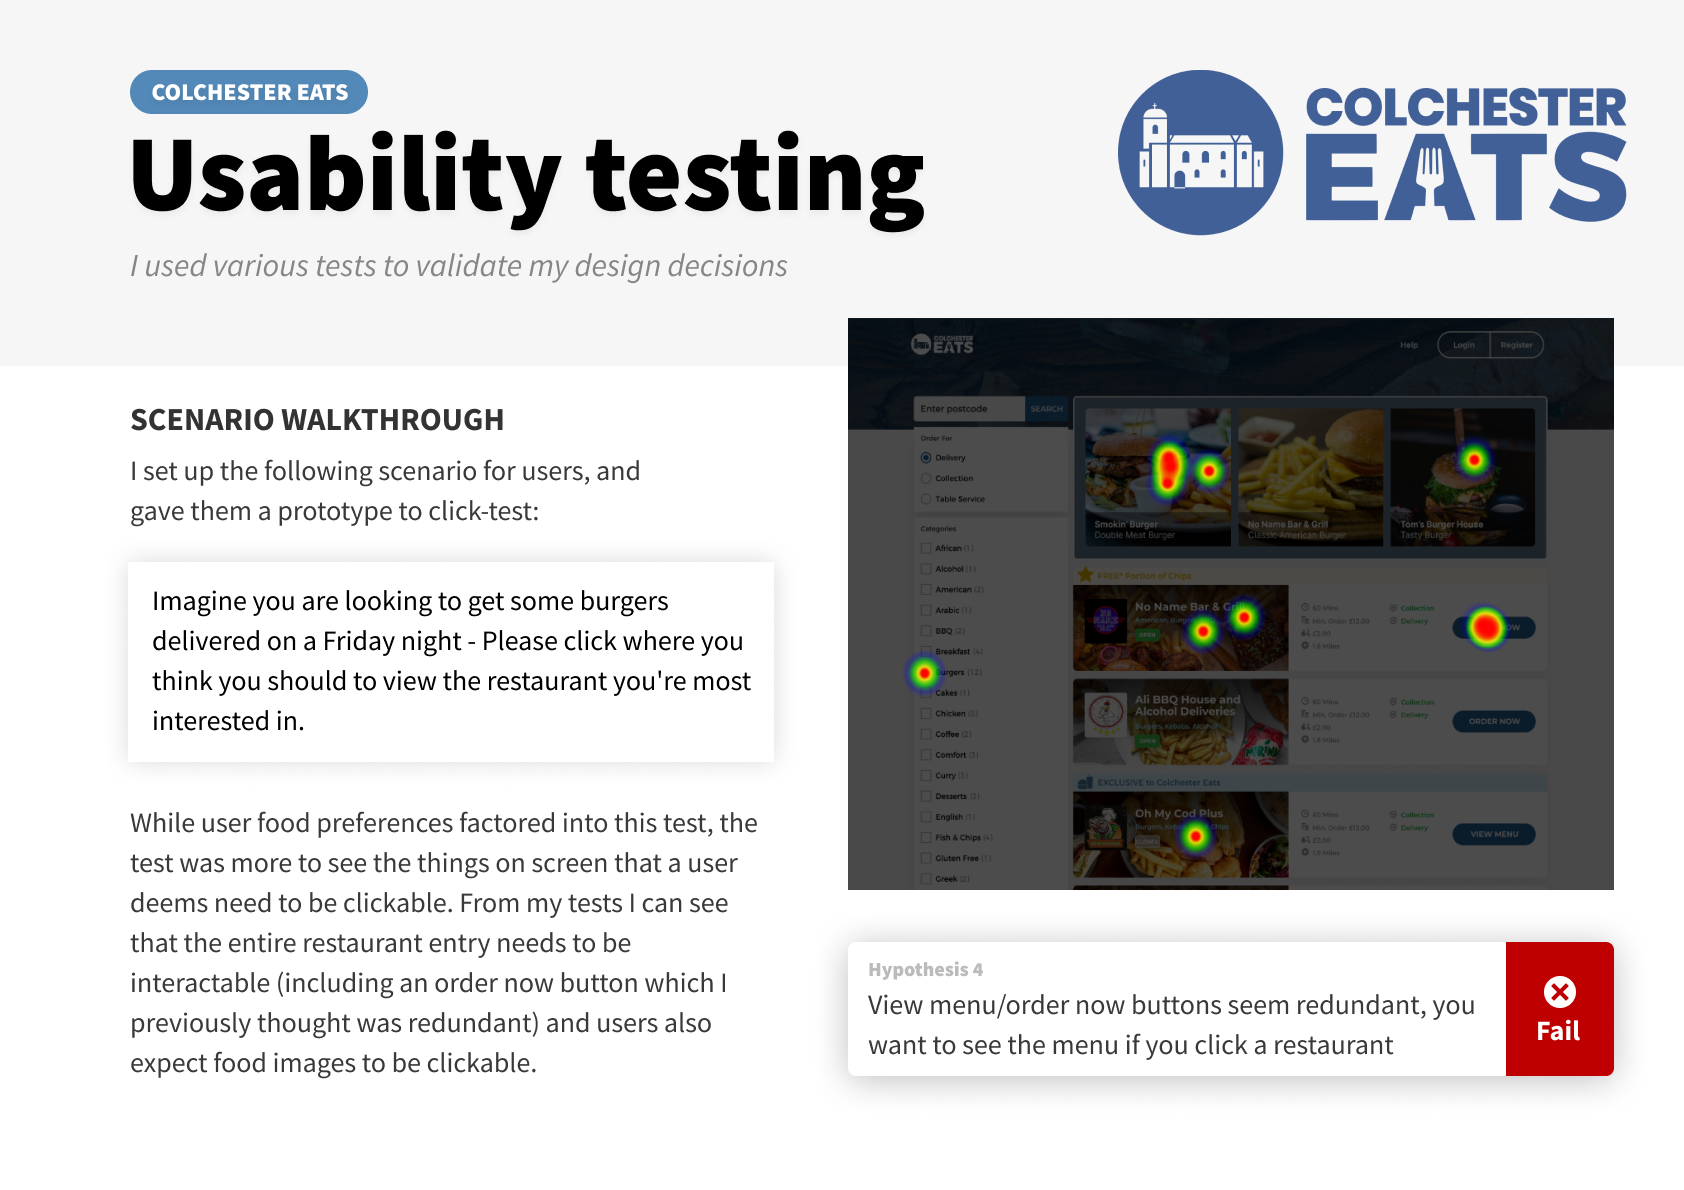 COLCHESTER EATS
Usability testing
I used various tests to validate my design decisions
COLCHESTER
EATS
SCENARIO WALKTHROUGH
I set up the following scenario for users, and
gave them a prototype to click-test:
Imagine you are looking to get some burgers
delivered on a Friday night - Please click where you
think you should to view the restaurant you're most
interested in.
While user food preferences factored into this test, the
test was more to see the things on screen that a user
deems need to be clickable. From my tests I can see
that the entire restaurant entry needs to be
interactable (including an order now button which I
previously thought was redundant) and users also
expect food images to be clickable.
COLCHESTER
EATS
Help
Login
Register
Enter postcode
SEARCH
Order For
Delivery
Collection
Table Service
Categories
African (1)
Alcohol (1)
American (2)
Arabic (1)
BBQ (2)
Breakfast (4)
urgers (12)
Cakes (1)
Chicken (2)
Coffee (2)
Comfort (3)
Curry (3)
Desserts (3)
English (1)
Fish & Chips (4)
Gluten Free (1)
Greek (2)
Smokin' Burger
Double Meat Burger
No Name Bar & Grill
Classic American Burger
Tom's Burger House
Tasty Burger
FREE* Portion of Chips
No Name Bar & Grill
American, Burgers
OPEN
60 Mins
Min. Order £12.00
£2.00
1.6 Miles
Collection
Delivery
OW
Ali BBQ House and
Alcohol Deliveries
Burgers, Kebabs, Alcohol
OPEN
60 Mins
Min. Order £12.00
£2.00
1.6 Miles
Collection
Delivery
ORDER NOW
EXCLUSIVE to Colchester Eats
Oh My Cod Plus
Burgers, Kebabs, Chips
CLOSED
60 Mins
Min. Order £12.00
£2.00
1.6 Miles
Collection
Delivery
VIEW MENU
Hypothesis 4
View menu/order now buttons seem redundant, you
want to see the menu if you click a restaurant
Fail